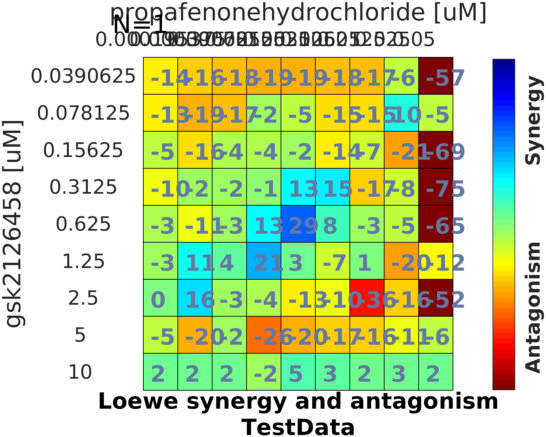 propafenonehydrochloride [uM]
N=1
gsk2126458 [uM]
0.0390625 -14 -16 -18 -19 -19 -18 -17 -6 -57
0.078125 -13 -19 -17 -2 -5 -15 -15 10 -5
0.15625 -5 -16 -4 -4 -2 -14 -7 -21 -69
0.3125 -10 -2 -2 -1 13 15 -17 -8 -75
0.625 -3 -11 -3 13 29 8 -3 -5 -65
1.25 -3 11 4 21 3 -7 1 -20 -12
2.5 0 16 -3 -4 -13 -10 -36 -16 -52
5 -5 -20 -2 -26 -20 -17 -16 -11 -6
10 2 2 2 -2 5 3 2 3 2
Synergy
Antagonism
Loewe synergy and antagonism
TestData